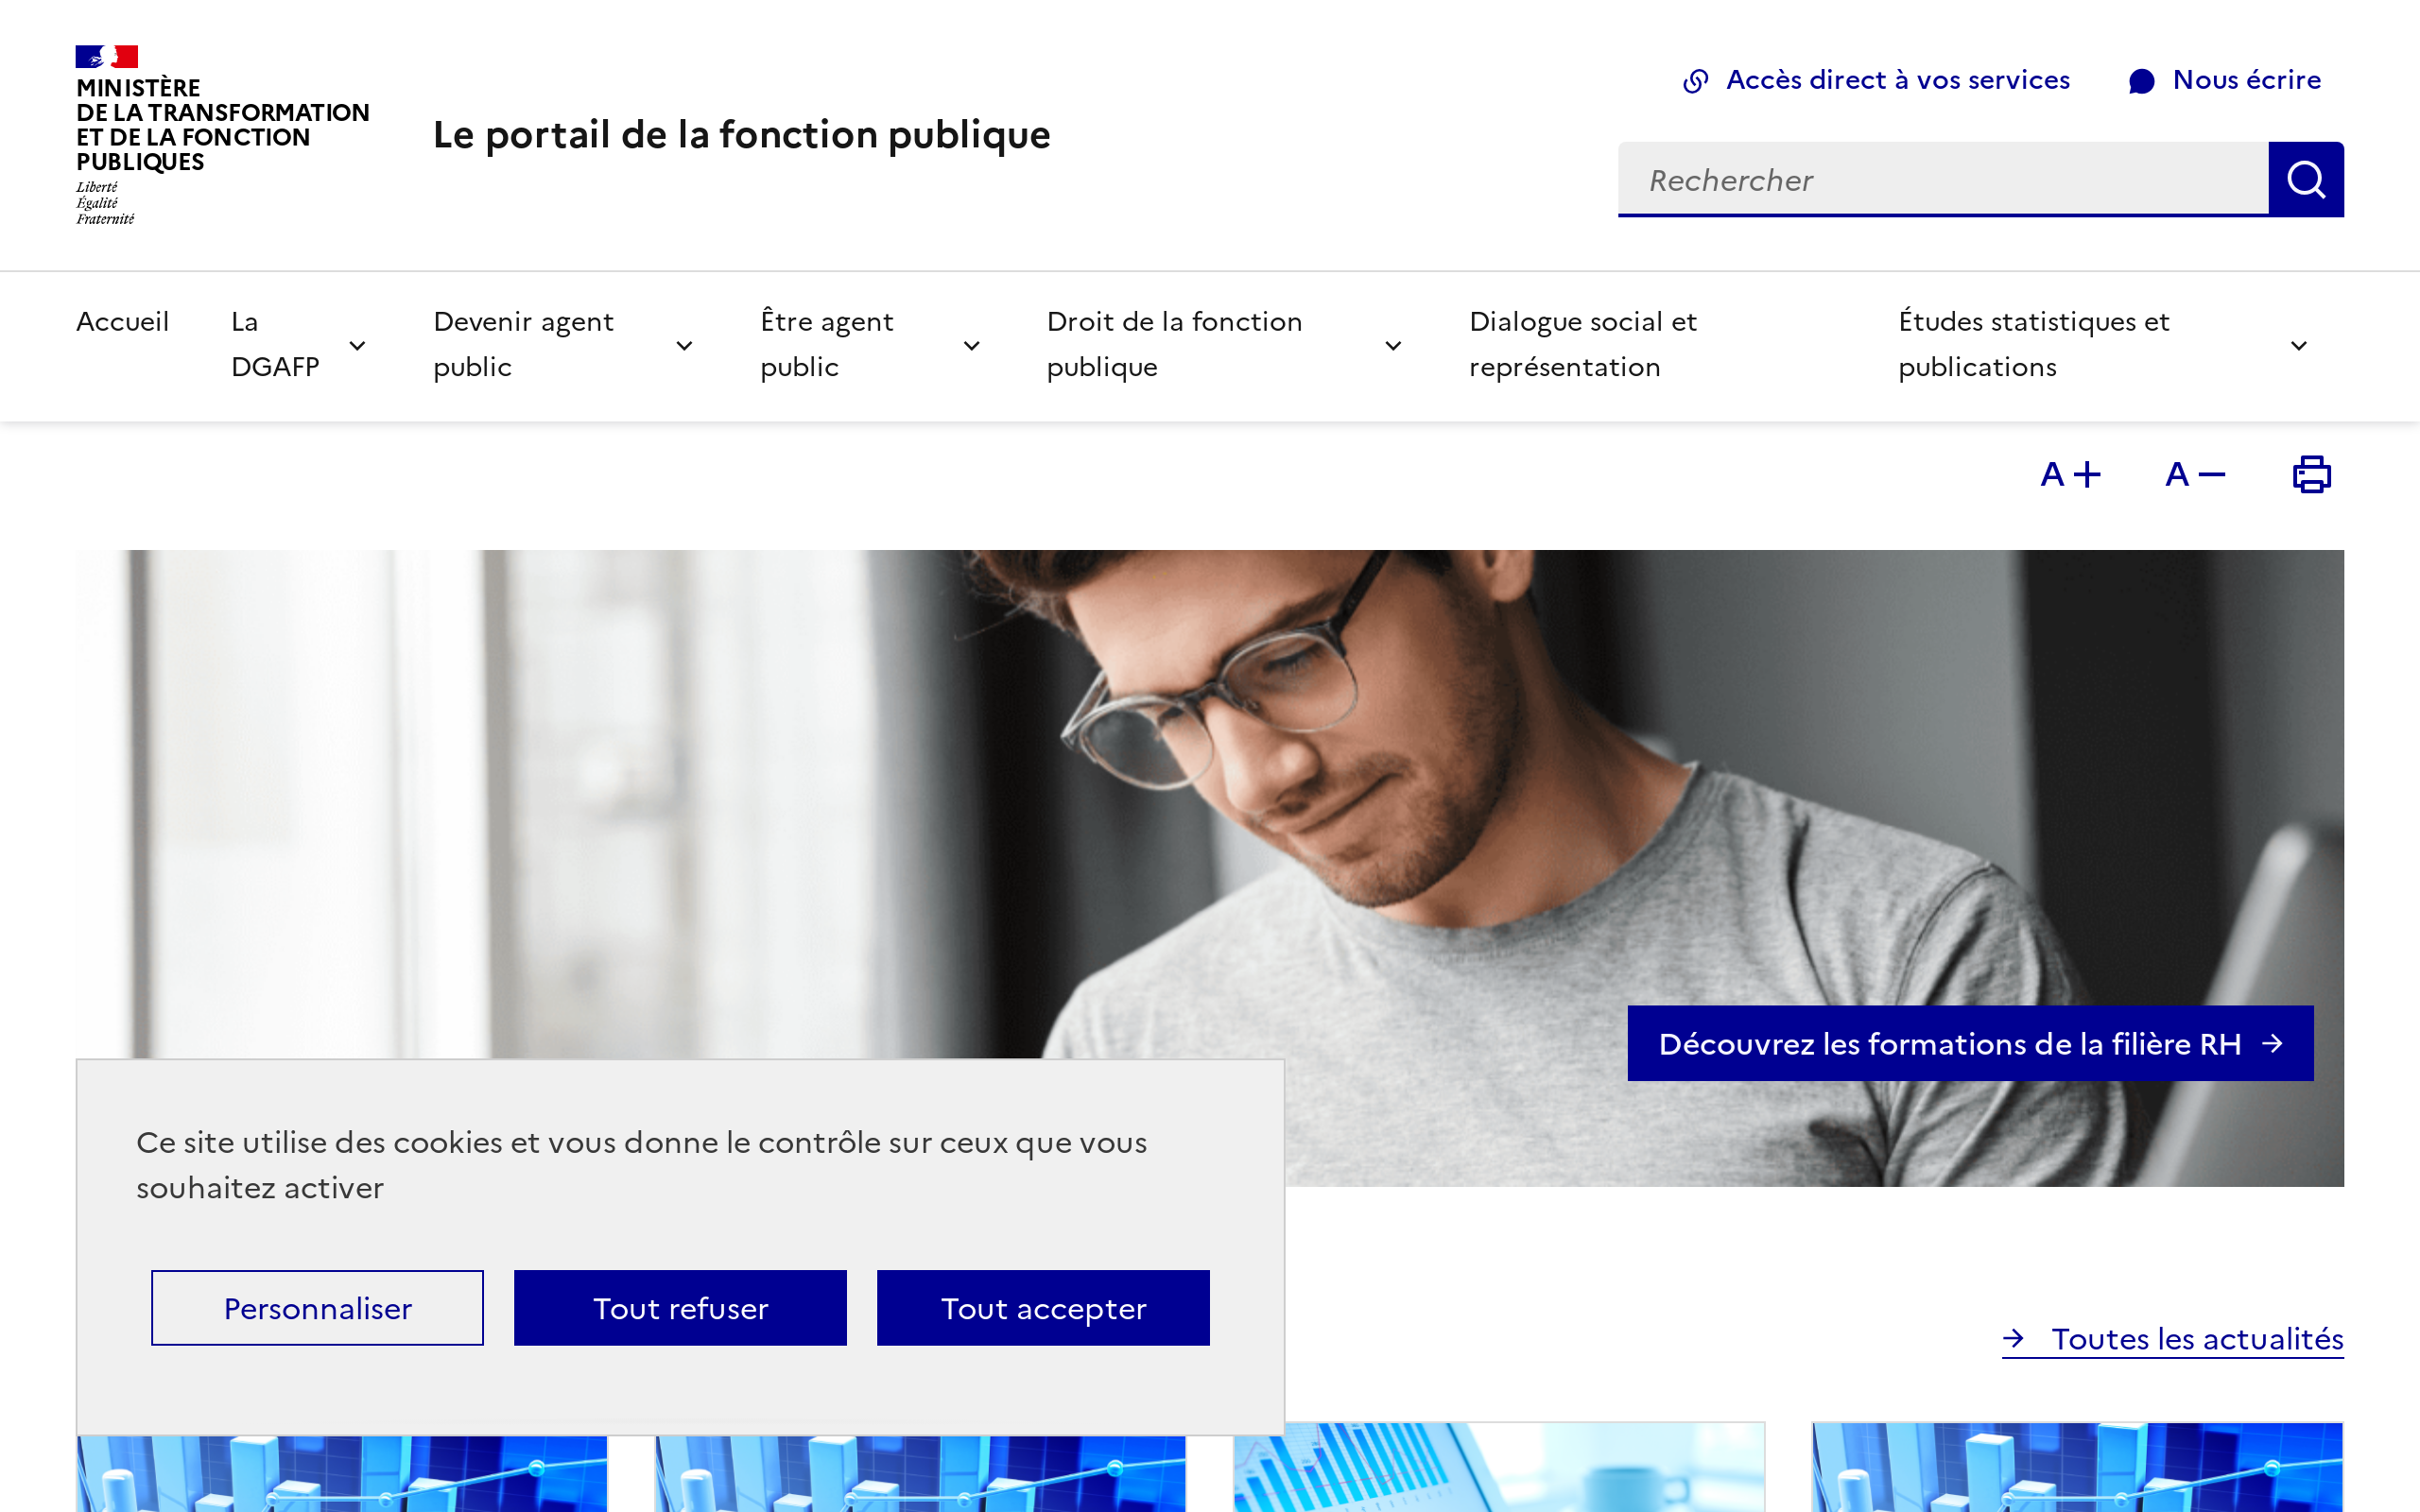 MINISTÈRE
DE LA TRANSFORMATION
ET DE LA FONCTION
PUBLIQUES
Liberté
Égalité
Fraternité
Le portail de la fonction publique
Accès direct à vos services
Nous écrire
Rechercher
Accueil
La
DGAFP
Devenir agent
public
Être agent
public
Droit de la fonction
publique
Dialogue social et
représentation
Études statistiques et
publications
A+
A−
Découvrez les formations de la filière RH
Ce site utilise des cookies et vous donne le contrôle sur ceux que vous
souhaitez activer
Personnaliser
Tout refuser
Tout accepter
Toutes les actualités